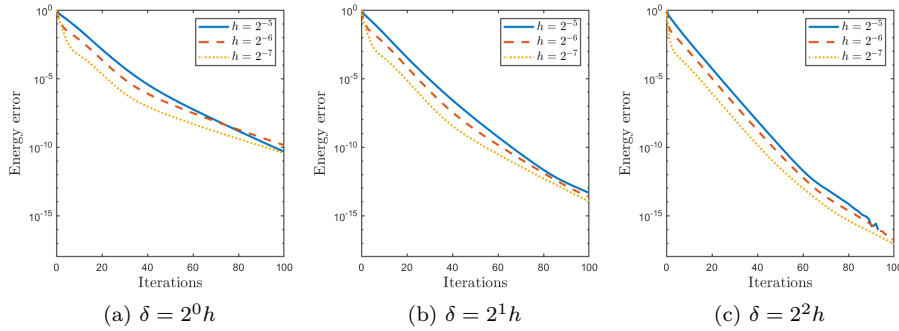 10^0
10^-5
10^-10
10^-15
Energy error
0 20 40 60 80 100
Iterations
h = 2^-5
h = 2^-6
h = 2^-7
(a) δ = 2^0h
10^0
10^-5
10^-10
10^-15
Energy error
0 20 40 60 80 100
Iterations
h = 2^-5
h = 2^-6
h = 2^-7
(b) δ = 2^1h
10^0
10^-5
10^-10
10^-15
Energy error
0 20 40 60 80 100
Iterations
h = 2^-5
h = 2^-6
h = 2^-7
(c) δ = 2^2h